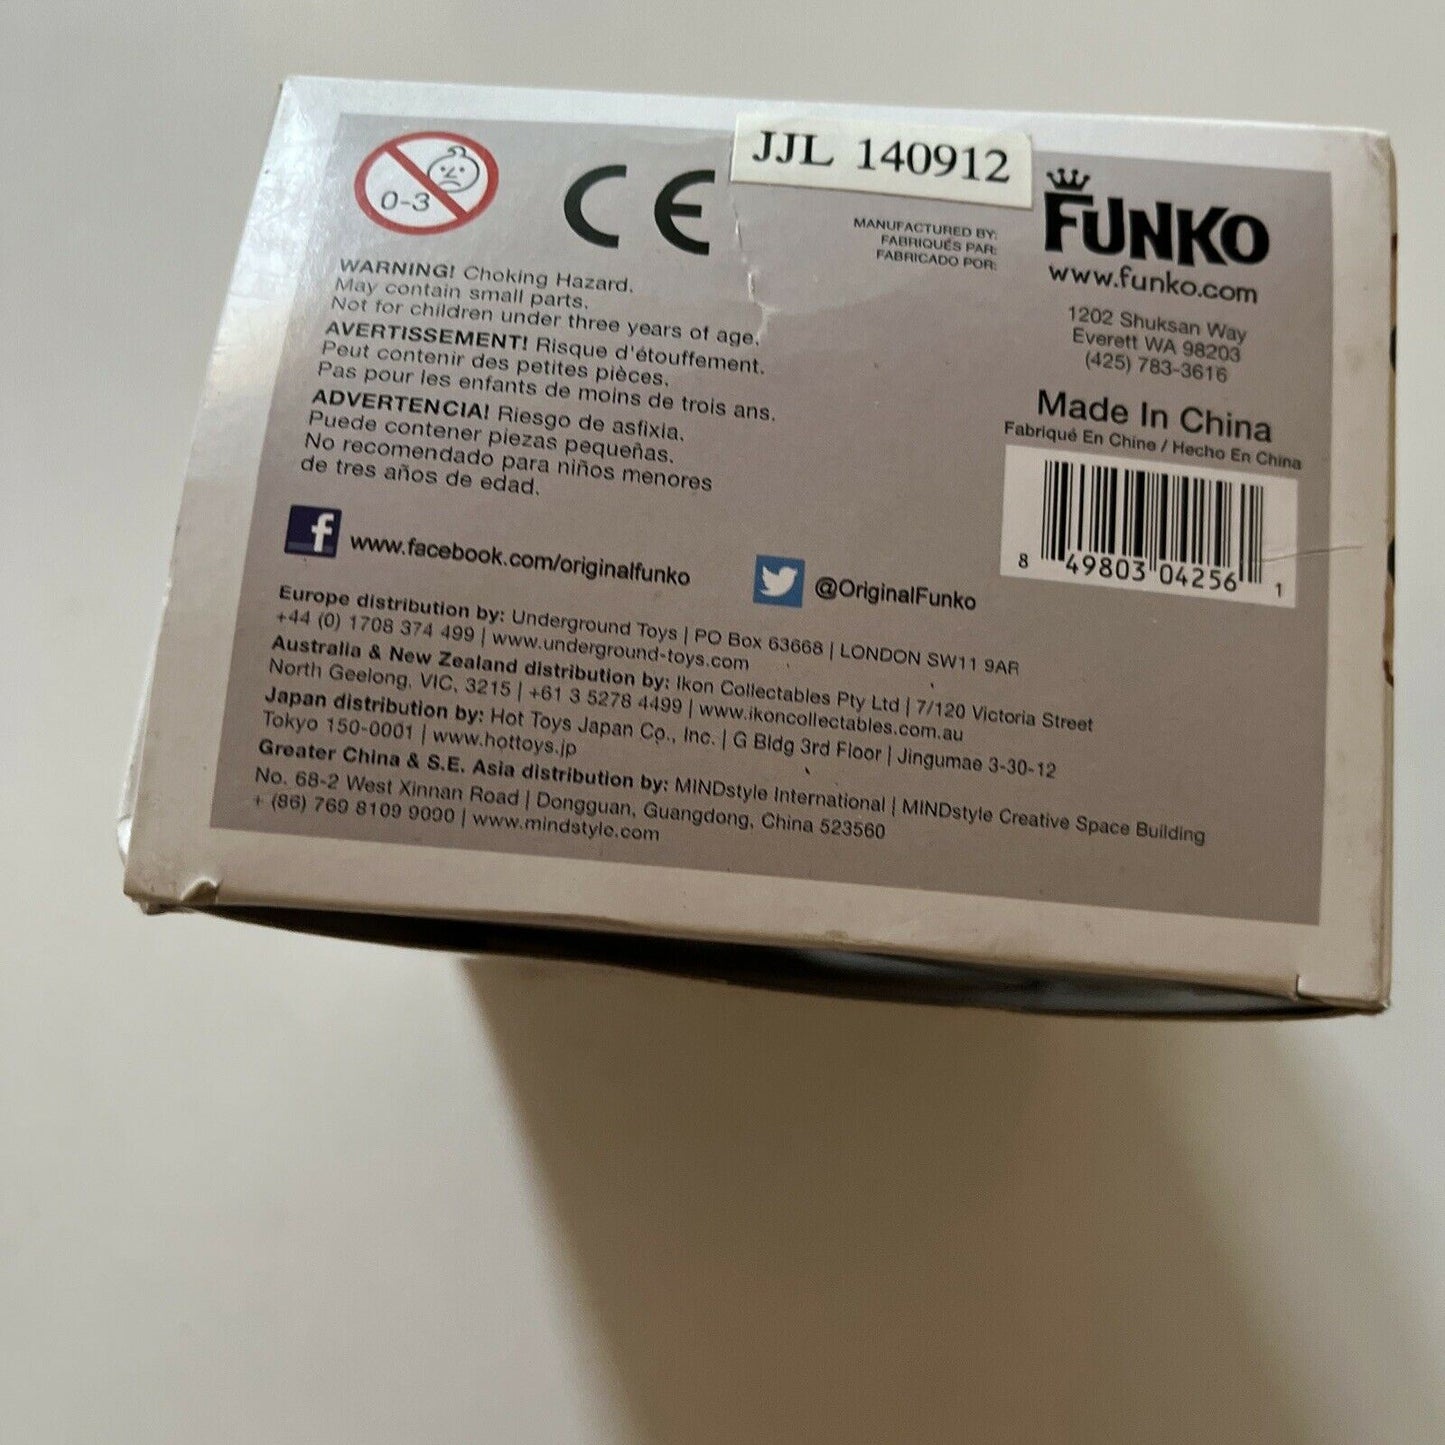 JJL 140912
0-3
CE
MANUFACTURED BY:
FABRIQUÉS PAR:
FABRICADO POR:
FUNKO
www.funko.com
1202 Shuksan Way
Everett WA 98203
(425) 783-3616
Made In China
Fabriqué En Chine / Hecho En China
8 49803 04256 1
WARNING! Choking Hazard.
May contain small parts.
Not for children under three years of age.
AVERTISSEMENT! Risque d'étouffement.
Peut contenir des petites pièces.
Pas pour les enfants de moins de trois ans.
ADVERTENCIA! Riesgo de asfixia.
Puede contener piezas pequeñas.
No recomendado para niños menores
de tres años de edad.
f www.facebook.com/originalfunko
@OriginalFunko
Europe distribution by: Underground Toys | PO Box 63668 | LONDON SW11 9AR
+44 (0) 1708 374 499 | www.underground-toys.com
Australia & New Zealand distribution by: Ikon Collectables Pty Ltd | 7/120 Victoria Street
North Geelong, VIC, 3215 | +61 3 5278 4499 | www.ikoncollectables.com.au
Japan distribution by: Hot Toys Japan Co., Inc. | G Bldg 3rd Floor | Jingumae 3-30-12
Tokyo 150-0001 | www.hottoys.jp
Greater China & S.E. Asia distribution by: MINDstyle International | MINDstyle Creative Space Building
No. 68-2 West Xinnan Road | Dongguan, Guangdong, China 523560
+ (86) 769 8109 9090 | www.mindstyle.com